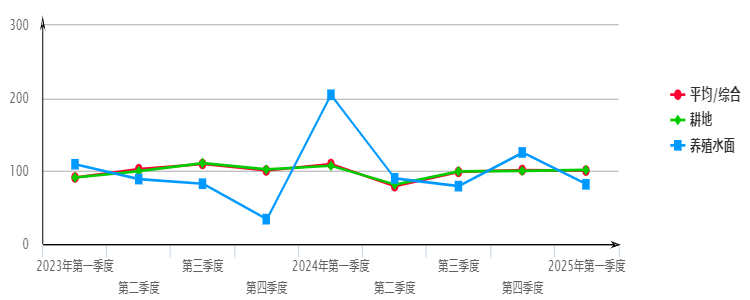 300
200
100
0
2023年第一季度
第二季度
第三季度
第四季度
2024年第一季度
第二季度
第三季度
第四季度
2025年第一季度
平均/综合
耕地
养殖水面